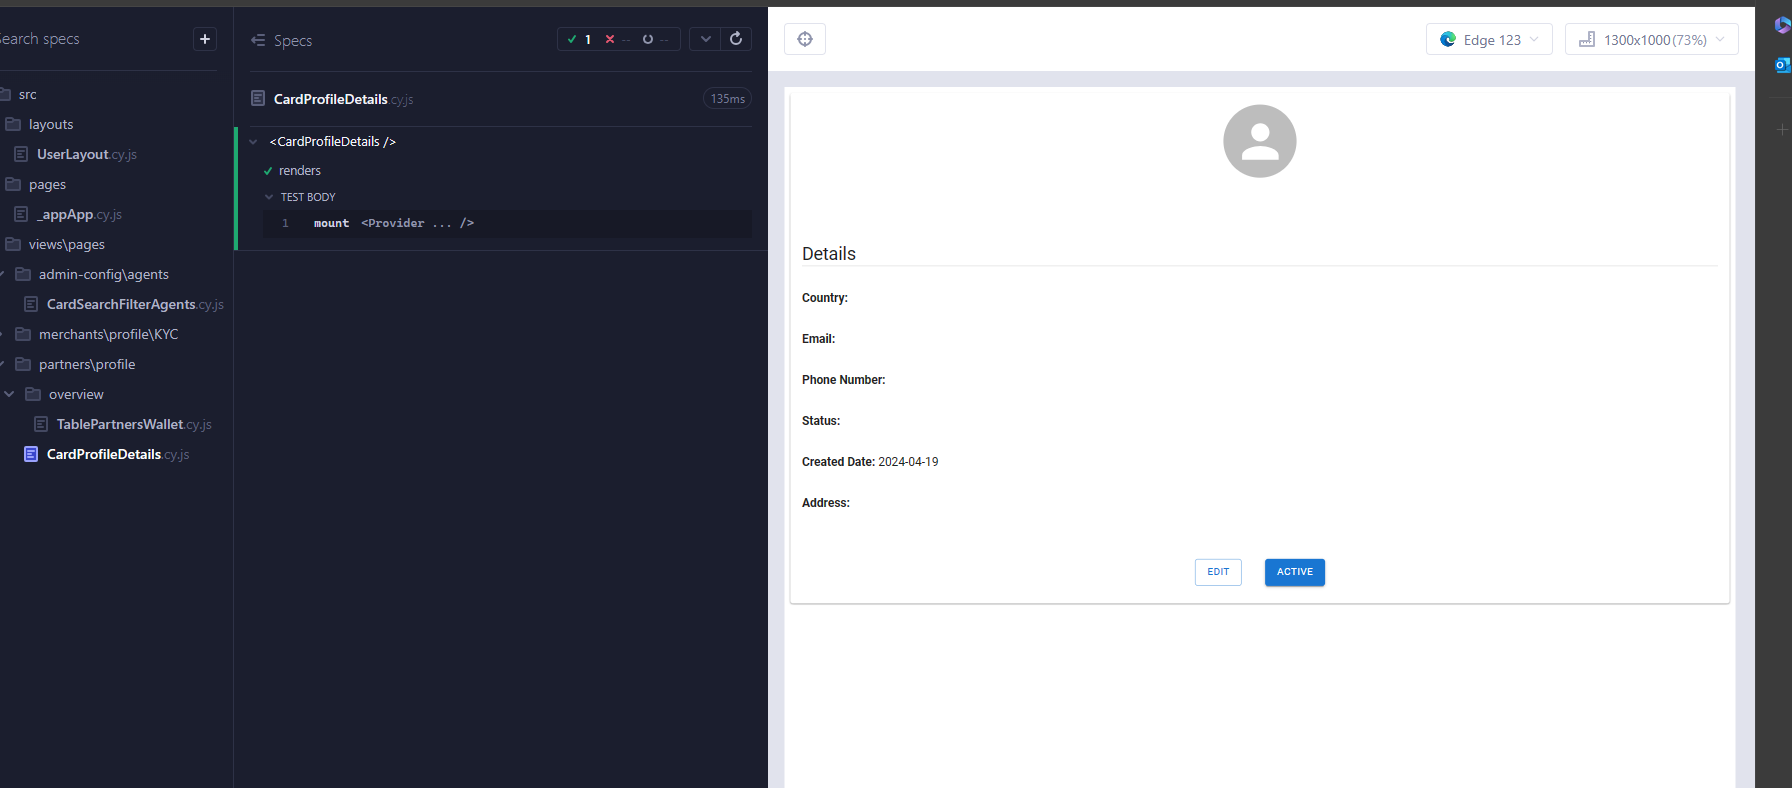 Search specs
+
src
layouts
UserLayout.cy.js
pages
_appApp.cy.js
views\pages
admin-config\agents
CardSearchFilterAgents.cy.js
merchants\profile\KYC
partners\profile
overview
TablePartnersWallet.cy.js
CardProfileDetails.cy.js
Specs
1 -- --
CardProfileDetails.cy.js 135ms
<CardProfileDetails />
renders
TEST BODY
1 mount <Provider ... />
Edge 123
1300x1000 (73%)
Details
Country:
Email:
Phone Number:
Status:
Created Date: 2024-04-19
Address:
EDIT
ACTIVE